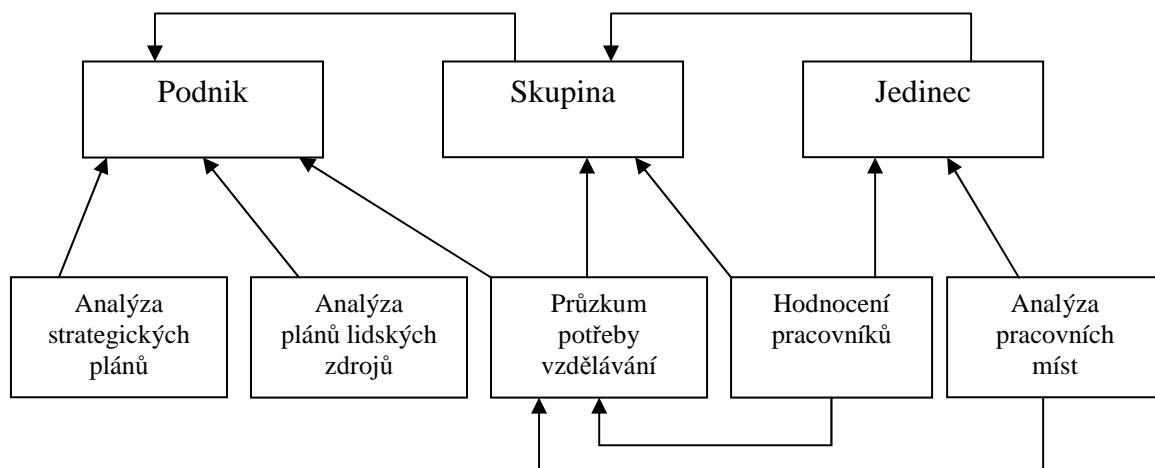 Podnik
Skupina
Jedinec
Analýza
strategických
plánů
Analýza
plánů lidských
zdrojů
Průzkum
potřeby
vzdělávání
Hodnocení
pracovníků
Analýza
pracovních
míst